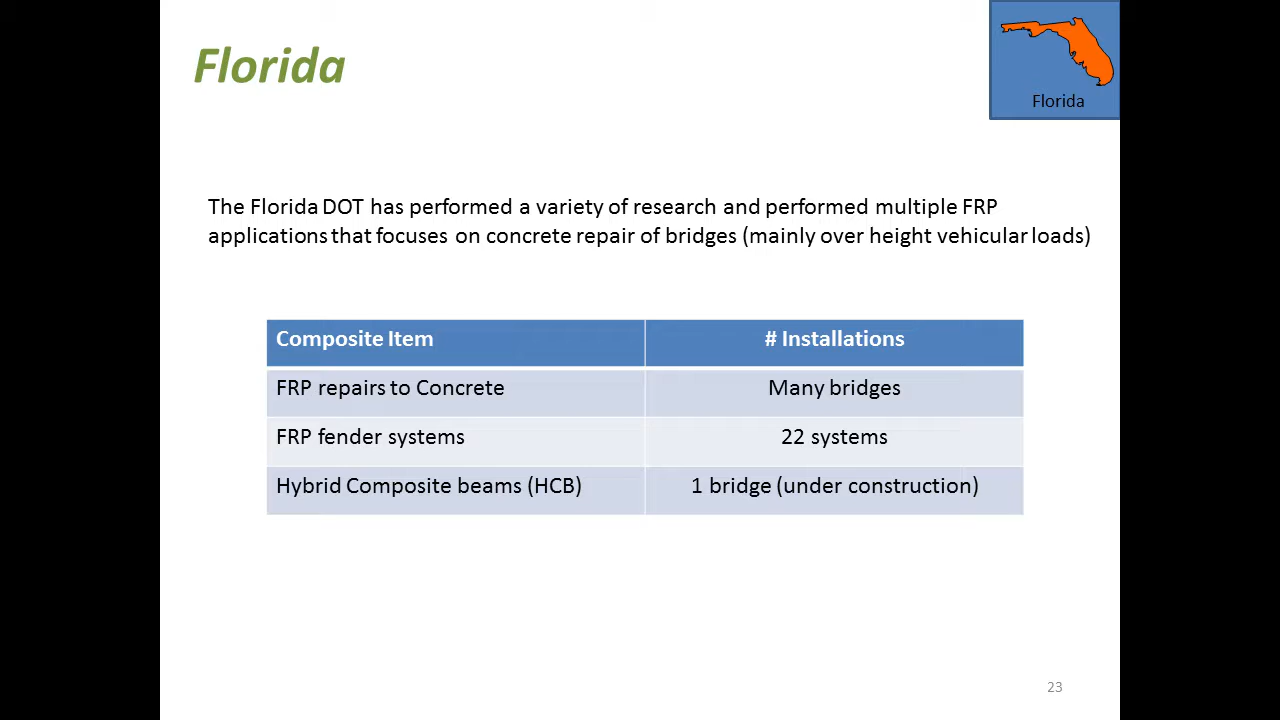 Florida
Florida
The Florida DOT has performed a variety of research and performed multiple FRP
applications that focuses on concrete repair of bridges (mainly over height vehicular loads)
Composite Item # Installations
FRP repairs to Concrete Many bridges
FRP fender systems 22 systems
Hybrid Composite beams (HCB) 1 bridge (under construction)
23